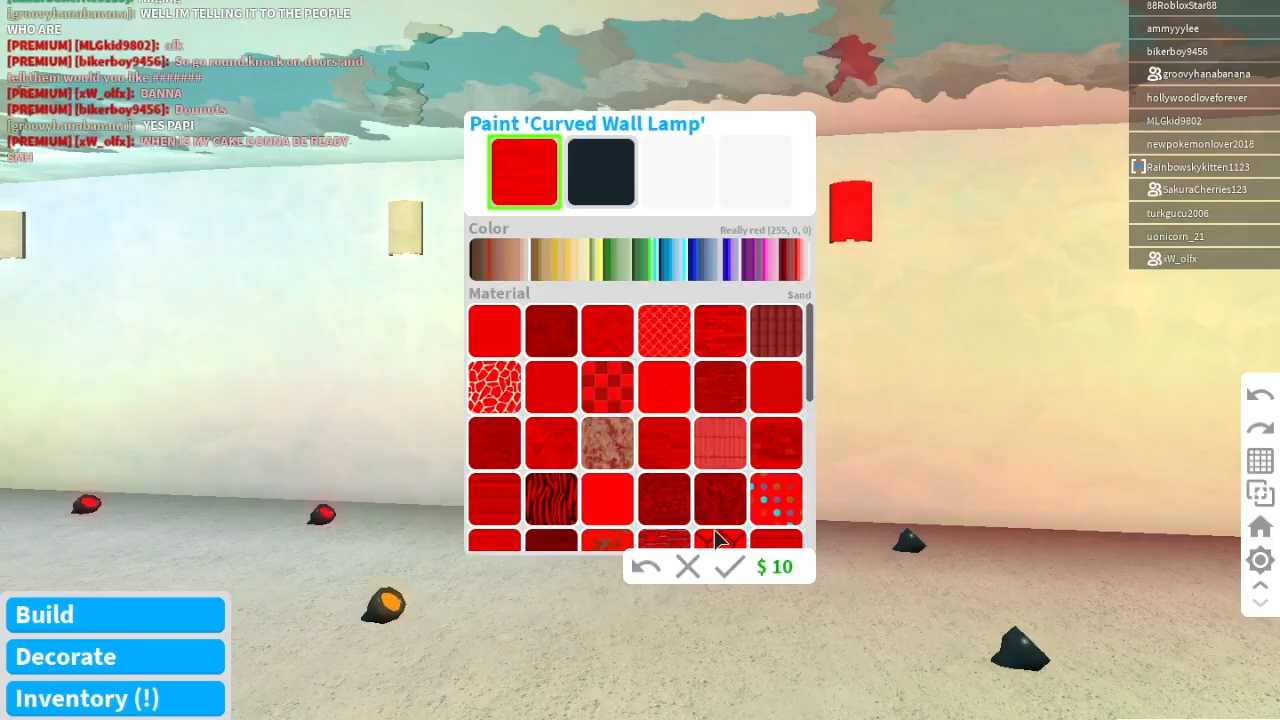 [groovyhanabanana]: WELL IM TELLING IT TO THE PEOPLE
WHO ARE
[PREMIUM] [MLGkid9802]: afk
[PREMIUM] [bikerboy9456]: So go round knock on doors and
tell them would you like #######
[PREMIUM] [xW_olfx]: BANNA
[PREMIUM] [bikerboy9456]: Dounuts
[groovyhanabanana]: YES PAPI
[PREMIUM] [xW_olfx]: WHEN IS MY CAKE GONNA BE READY
SMH
Paint 'Curved Wall Lamp'
Color
Really red (255, 0, 0)
Material
Sand
$ 10
88RobloxStar88
ammyyylee
bikerboy9456
groovyhanabanana
hollywoodloveforever
MLGkid9802
newpokemonlover2018
Rainbowskykitten1123
SakuraCherries123
turkgucu2006
uonicorn_21
xW_olfx
Build
Decorate
Inventory (!)